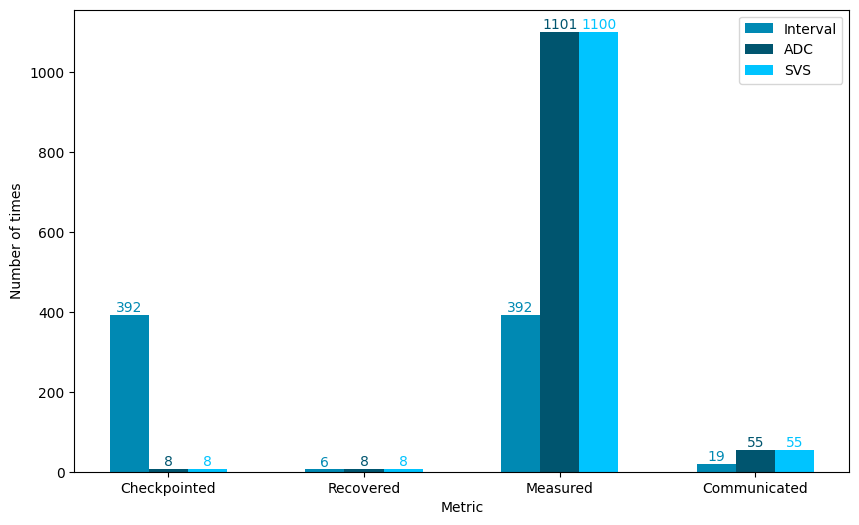 Number of times
1000
800
600
400
200
0
392
8
8
6
8
8
392
1101
1100
19
55
55
Interval
ADC
SVS
Checkpointed
Recovered
Measured
Communicated
Metric